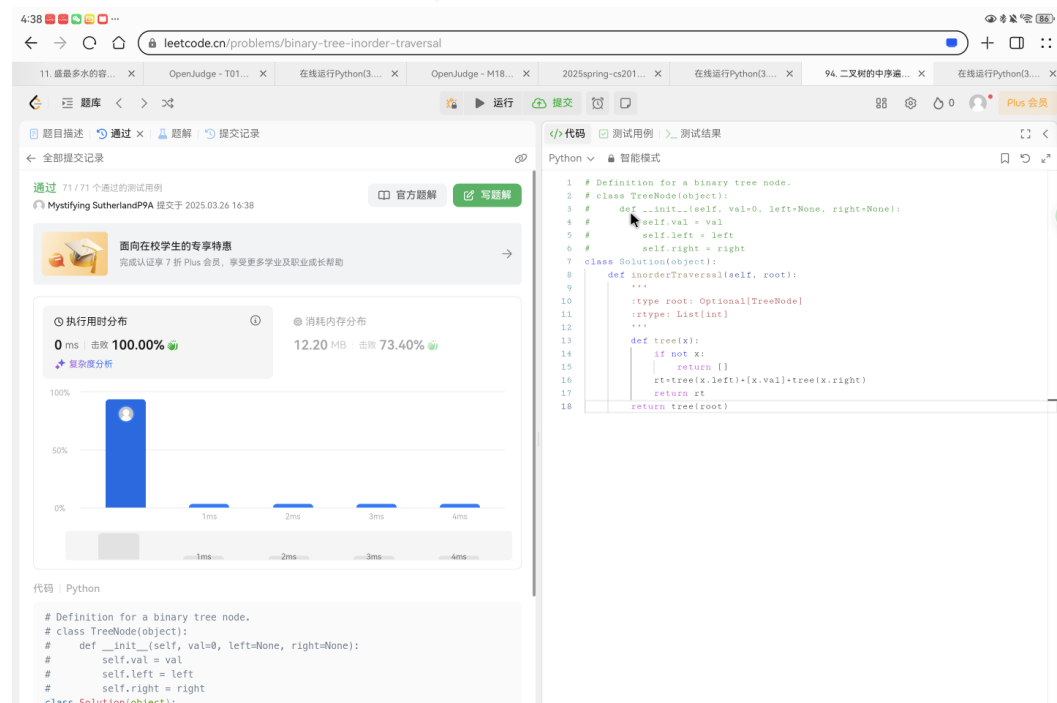 4:38 ...
86
leetcode.cn/problems/binary-tree-inorder-traversal
11. 盛最多水的容...
OpenJudge - T01...
在线运行Python(3....
OpenJudge - M18...
2025spring-cs201...
在线运行Python(3....
94. 二叉树的中序遍...
在线运行Python(3....
题库
运行
提交
0
Plus 会员
题目描述
通过
题解
提交记录
代码
测试用例
测试结果
全部提交记录
Python
智能模式
通过 71 / 71 个通过的测试用例
Mystifying SutherlandP9A 提交于 2025.03.26 16:38
官方题解
写题解
面向在校学生的专享特惠
完成认证享 7 折 Plus 会员，享受更多学业及职业成长帮助
执行用时分布
0 ms 击败 100.00%
复杂度分析
消耗内存分布
12.20 MB 击败 73.40%
100%
50%
0%
1ms 2ms 3ms 4ms
1ms 2ms 3ms 4ms
代码 Python
# Definition for a binary tree node.
# class TreeNode(object):
#     def __init__(self, val=0, left=None, right=None):
#         self.val = val
#         self.left = left
#         self.right = right
class Solution(object):
1 # Definition for a binary tree node.
2 # class TreeNode(object):
3 #     def __init__(self, val=0, left=None, right=None):
4 #         self.val = val
5 #         self.left = left
6 #         self.right = right
7 class Solution(object):
8     def inorderTraversal(self, root):
9         '''
10         :type root: Optional[TreeNode]
11         :rtype: List[int]
12         '''
13         def tree(x):
14             if not x:
15                 return []
16             rt=tree(x.left)+[x.val]+tree(x.right)
17             return rt
18         return tree(root)